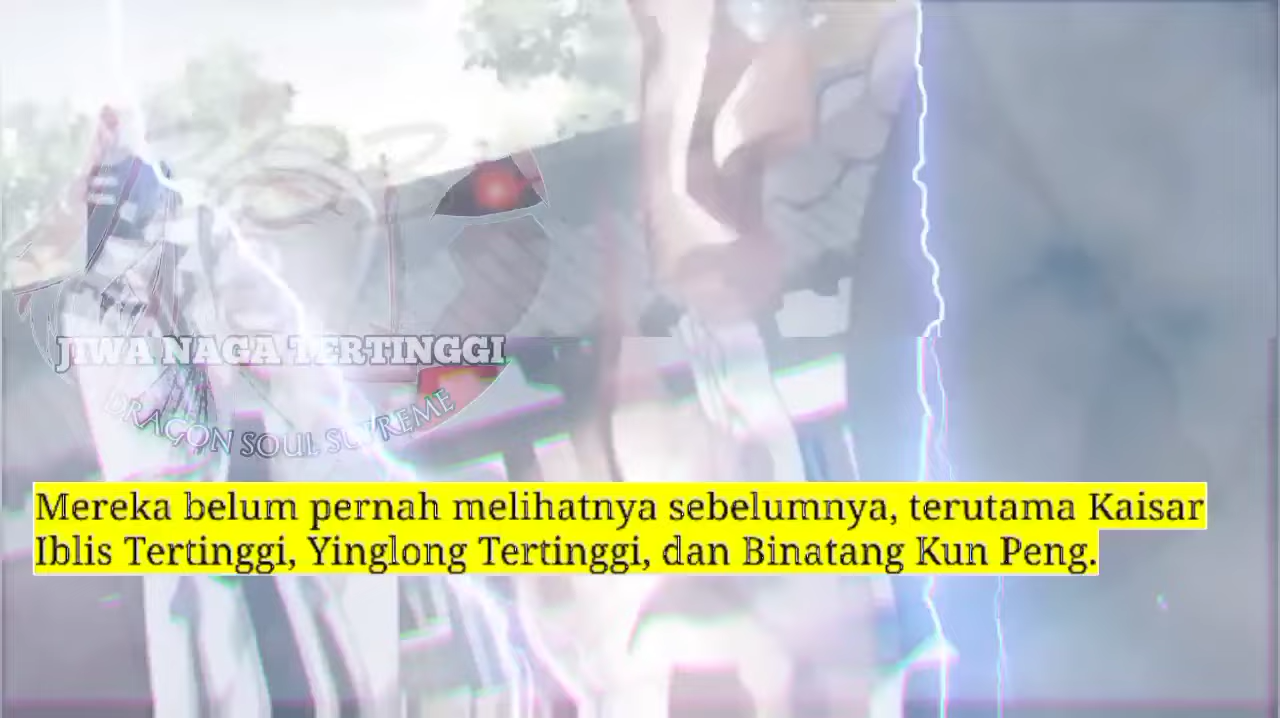 JIWA NAGA TERTINGGI
DRAGON SOUL SUPREME
Mereka belum pernah melihatnya sebelumnya, terutama Kaisar
Iblis Tertinggi, Yinglong Tertinggi, dan Binatang Kun Peng.